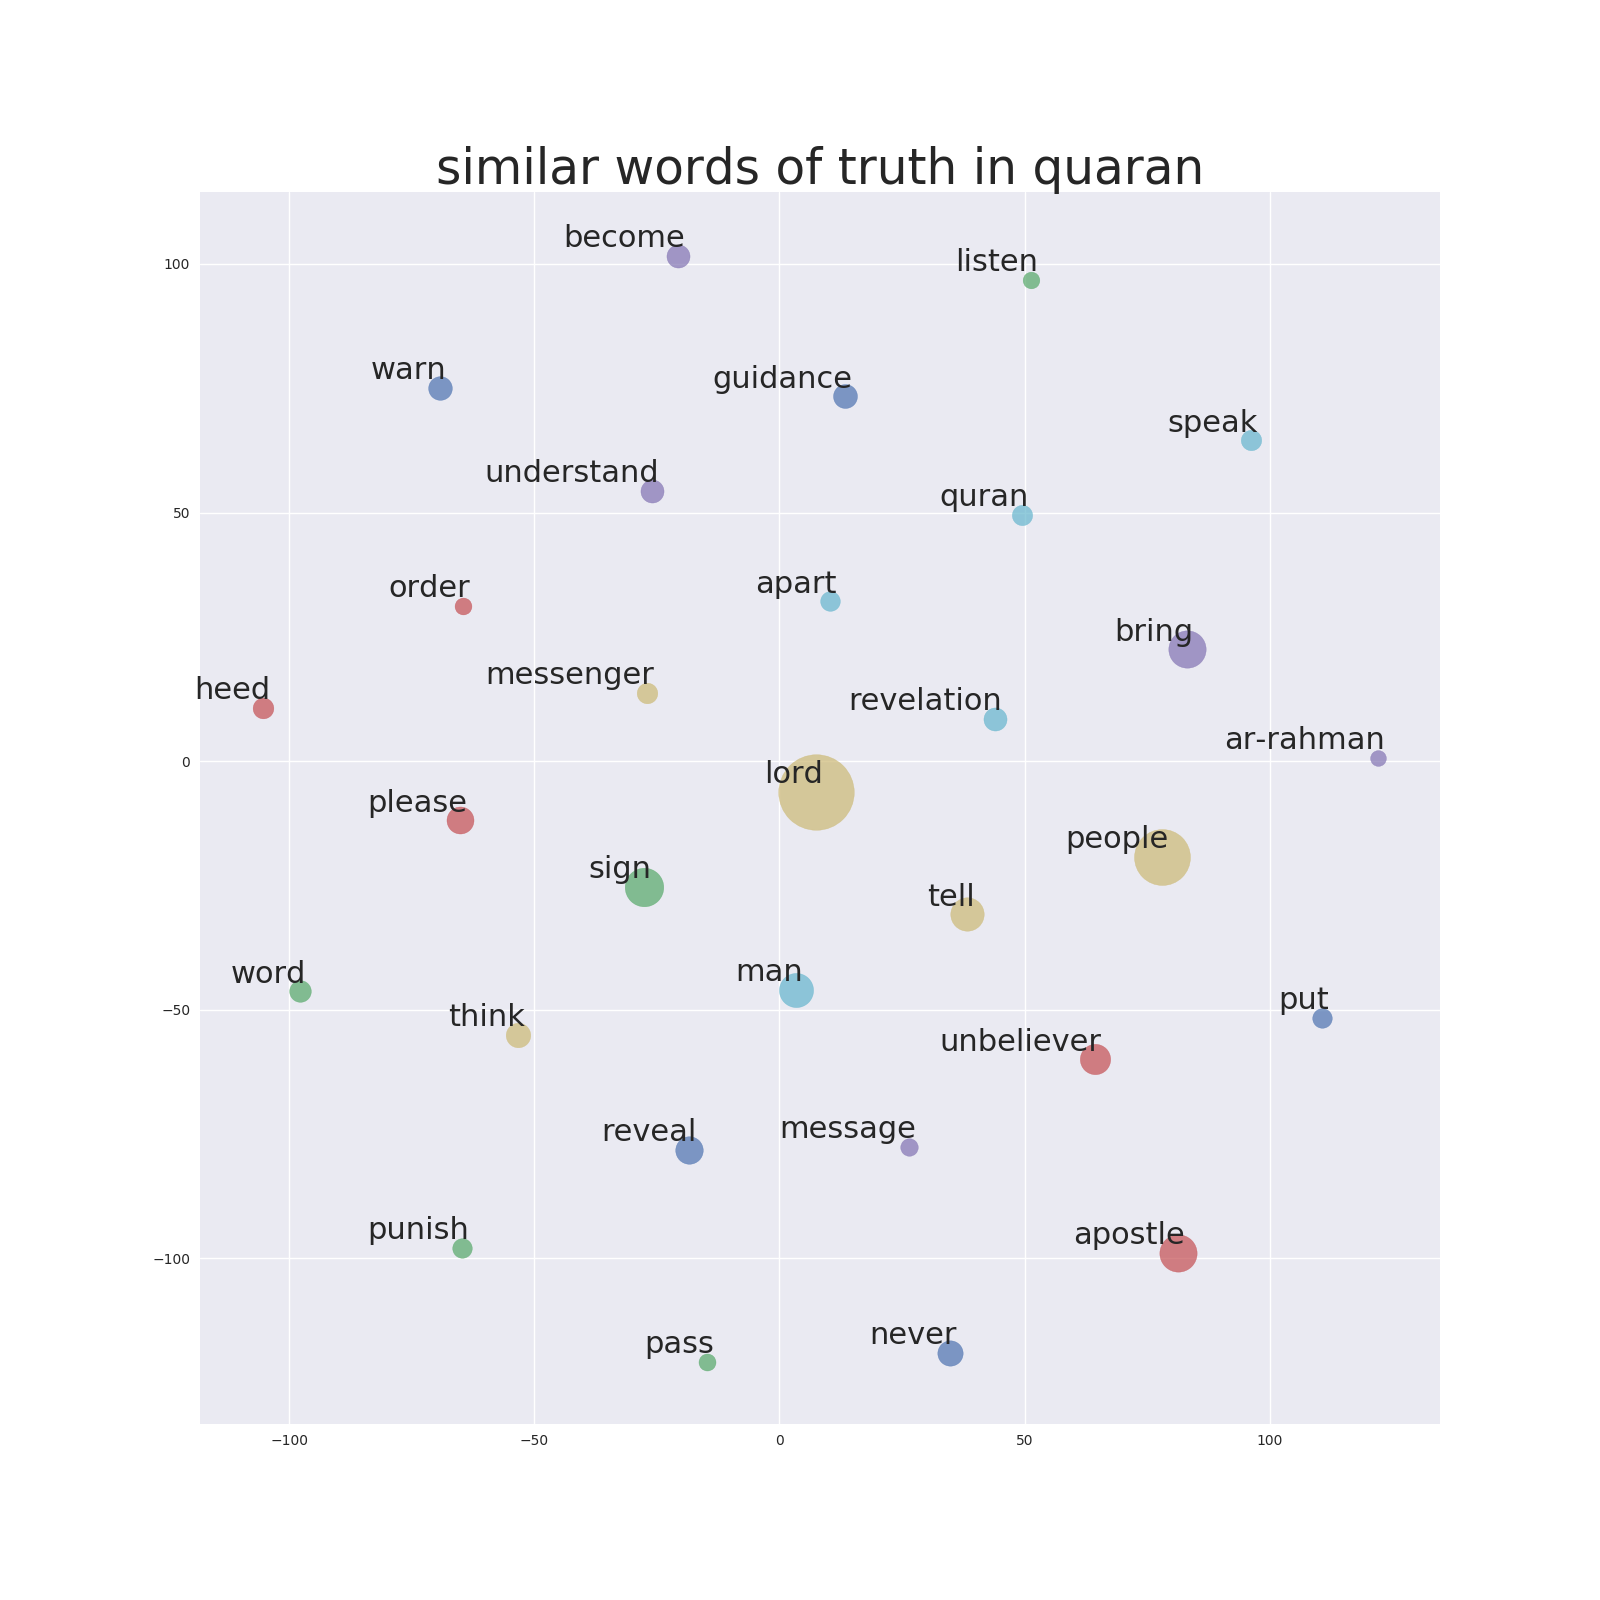 similar words of truth in quaran
become
listen
100
warn
guidance
speak
understand
quran
50
order
apart
bring
messenger
heed
revelation
ar-rahman
0
lord
please
people
sign
tell
word
man
put
−50
think
unbeliever
reveal
message
punish
apostle
−100
never
pass
−100
−50
0
50
100